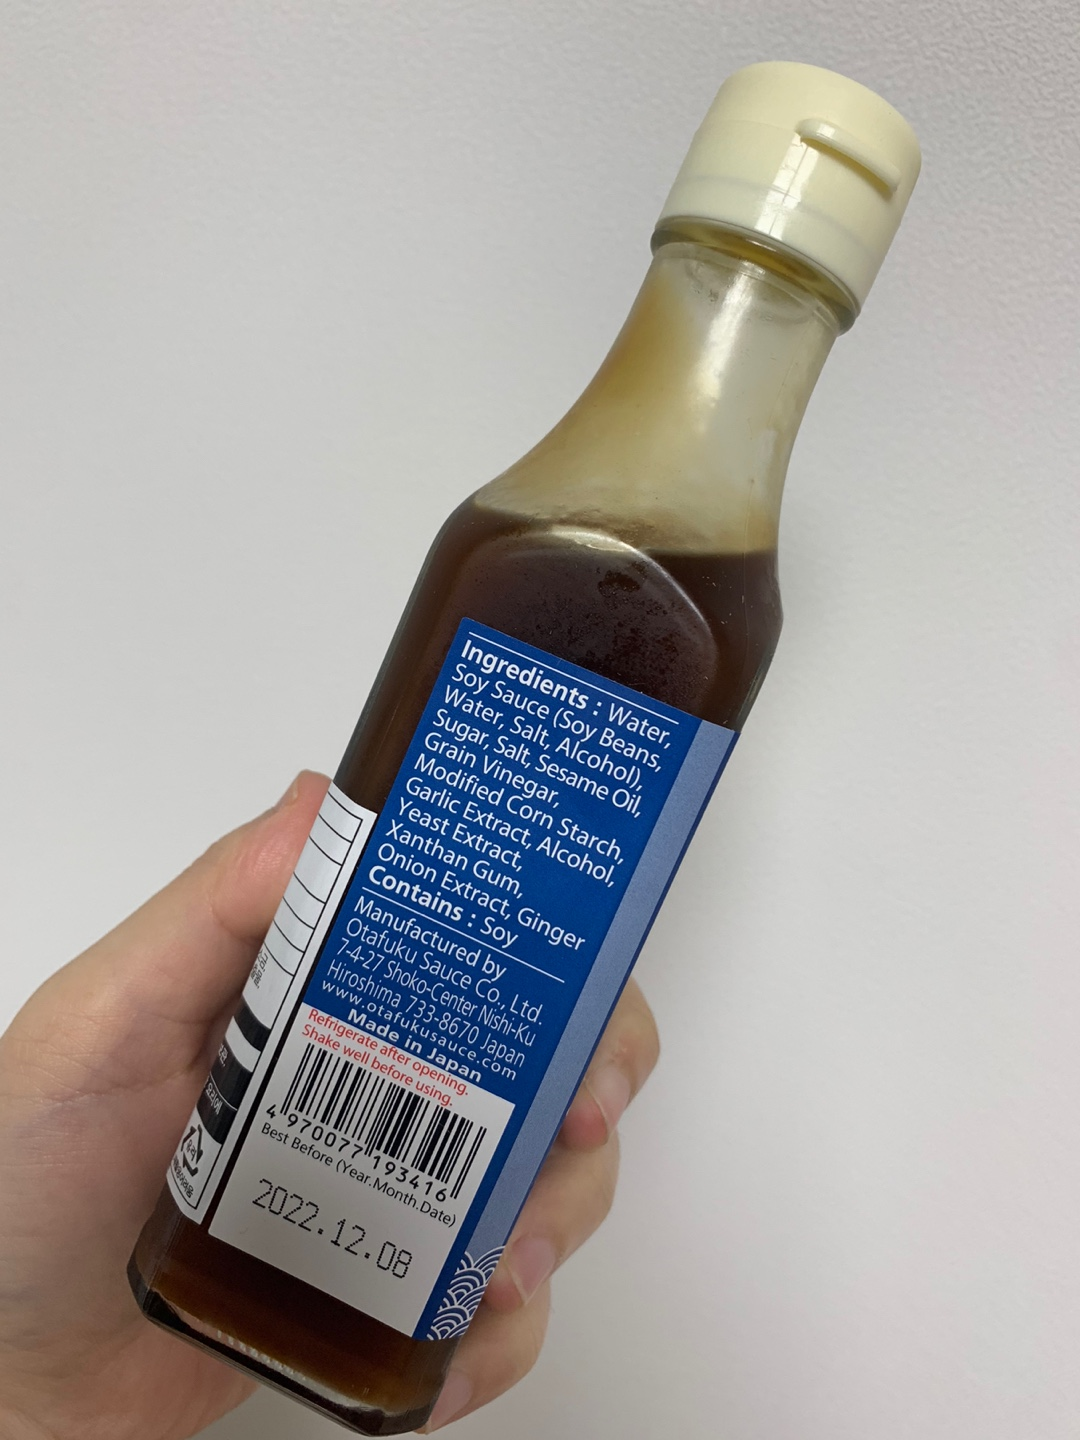 Ingredients : Water,
Soy Sauce (Soy Beans,
Water, Salt, Alcohol),
Sugar, Salt, Sesame Oil,
Grain Vinegar,
Modified Corn Starch,
Garlic Extract, Alcohol,
Yeast Extract,
Xanthan Gum,
Onion Extract, Ginger
Contains : Soy
Manufactured by
Otafuku Sauce Co., Ltd.
7-4-27 Shoko-Center Nishi-Ku
Hiroshima 733-8670 Japan
www.otafukusauce.com
Made in Japan
Refrigerate after opening.
Shake well before using.
4 970077 193416
Best Before (Year.Month.Date)
2022.12.08
유리